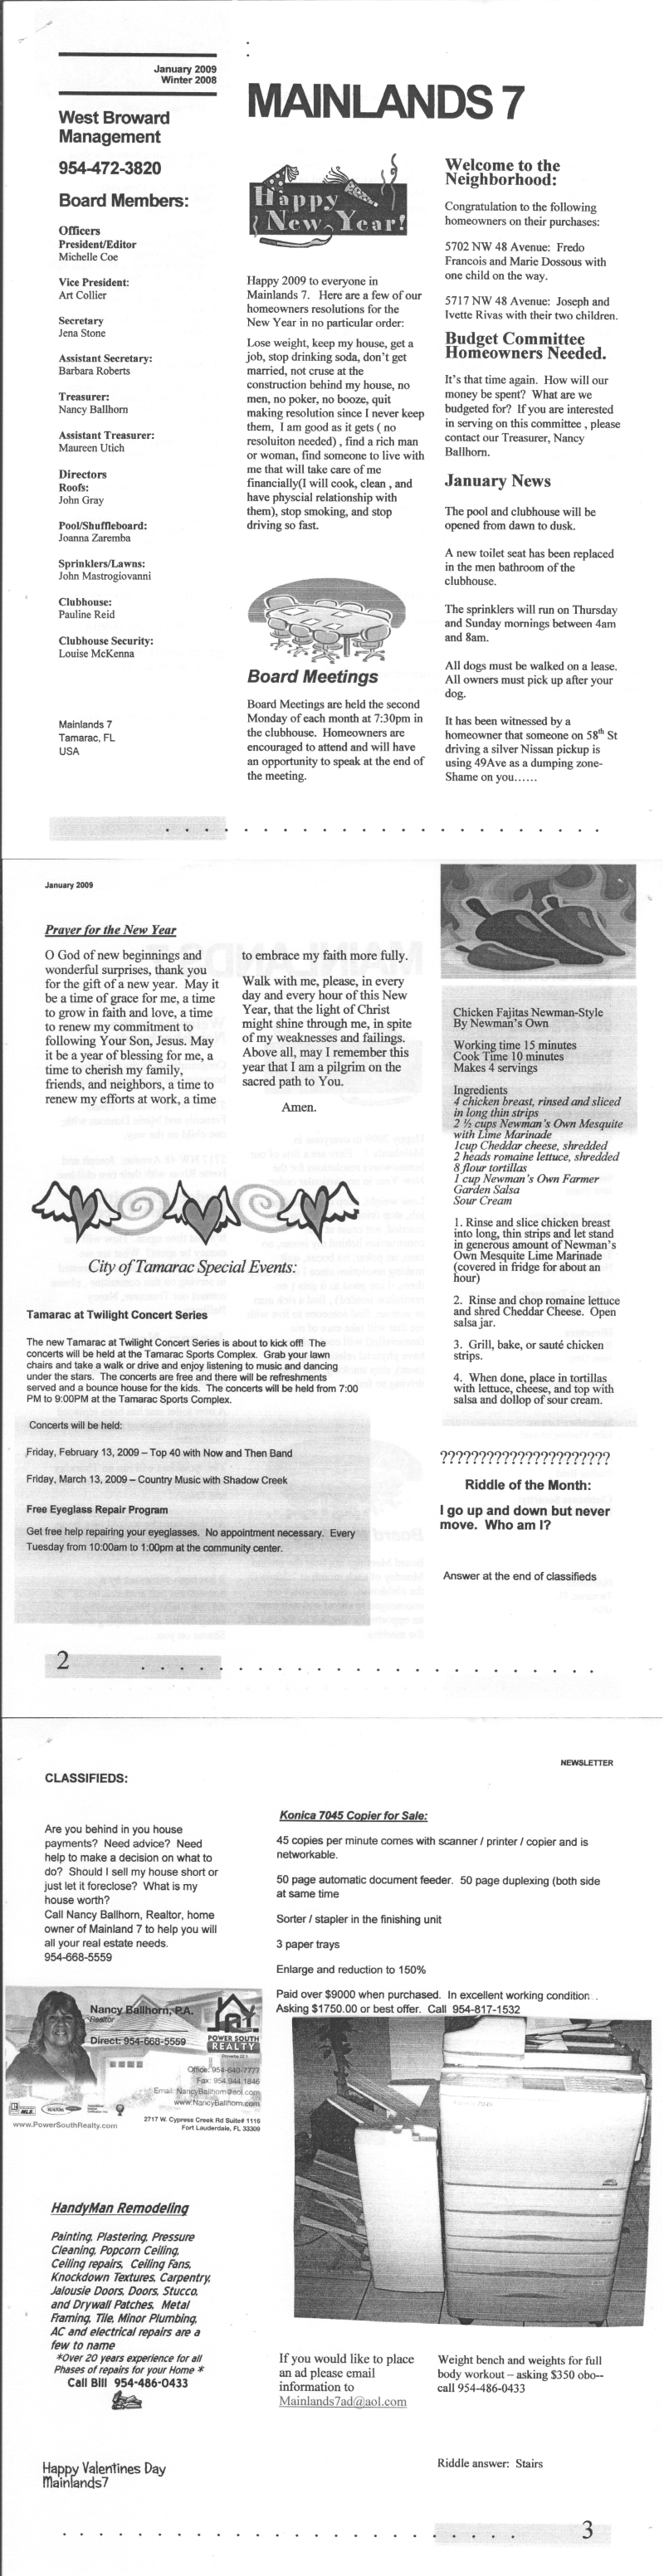 January 2009
Winter 2008
West Broward
Management
954-472-3820
Board Members:
Officers
President/Editor
Michelle Coe
Vice President:
Art Collier
Secretary
Jena Stone
Assistant Secretary:
Barbara Roberts
Treasurer:
Nancy Ballhorn
Assistant Treasurer:
Maureen Utich
Directors
Roofs:
John Gray
Pool/Shuffleboard:
Joanna Zaremba
Sprinklers/Lawns:
John Mastrogiovanni
Clubhouse:
Pauline Reid
Clubhouse Security:
Louise McKenna
Mainlands 7
Tamarac, FL
USA
MAINLANDS 7
Happy
New Year!
Happy 2009 to everyone in
Mainlands 7. Here are a few of our
homeowners resolutions for the
New Year in no particular order:
Lose weight, keep my house, get a
job, stop drinking soda, don't get
married, not cruse at the
construction behind my house, no
men, no poker, no booze, quit
making resolution since I never keep
them, I am good as it gets ( no
resoluiton needed) , find a rich man
or woman, find someone to live with
me that will take care of me
financially(I will cook, clean , and
have physcial relationship with
them), stop smoking, and stop
driving so fast.
Board Meetings
Board Meetings are held the second
Monday of each month at 7:30pm in
the clubhouse. Homeowners are
encouraged to attend and will have
an opportunity to speak at the end of
the meeting.
Welcome to the
Neighborhood:
Congratulation to the following
homeowners on their purchases:
5702 NW 48 Avenue: Fredo
Francois and Marie Dossous with
one child on the way.
5717 NW 48 Avenue: Joseph and
Ivette Rivas with their two children.
Budget Committee
Homeowners Needed.
It's that time again. How will our
money be spent? What are we
budgeted for? If you are interested
in serving on this committee , please
contact our Treasurer, Nancy
Ballhorn.
January News
The pool and clubhouse will be
opened from dawn to dusk.
A new toilet seat has been replaced
in the men bathroom of the
clubhouse.
The sprinklers will run on Thursday
and Sunday mornings between 4am
and 8am.
All dogs must be walked on a lease.
All owners must pick up after your
dog.
It has been witnessed by a
homeowner that someone on 58th St
driving a silver Nissan pickup is
using 49Ave as a dumping zone-
Shame on you......
January 2009
Prayer for the New Year
O God of new beginnings and
wonderful surprises, thank you
for the gift of a new year. May it
be a time of grace for me, a time
to grow in faith and love, a time
to renew my commitment to
following Your Son, Jesus. May
it be a year of blessing for me, a
time to cherish my family,
friends, and neighbors, a time to
renew my efforts at work, a time
to embrace my faith more fully.
Walk with me, please, in every
day and every hour of this New
Year, that the light of Christ
might shine through me, in spite
of my weaknesses and failings.
Above all, may I remember this
year that I am a pilgrim on the
sacred path to You.
Amen.
City of Tamarac Special Events:
Tamarac at Twilight Concert Series
The new Tamarac at Twilight Concert Series is about to kick off! The
concerts will be held at the Tamarac Sports Complex. Grab your lawn
chairs and take a walk or drive and enjoy listening to music and dancing
under the stars. The concerts are free and there will be refreshments
served and a bounce house for the kids. The concerts will be held from 7:00
PM to 9:00PM at the Tamarac Sports Complex.
Concerts will be held:
Friday, February 13, 2009 – Top 40 with Now and Then Band
Friday, March 13, 2009 – Country Music with Shadow Creek
Free Eyeglass Repair Program
Get free help repairing your eyeglasses. No appointment necessary. Every
Tuesday from 10:00am to 1:00pm at the community center.
Chicken Fajitas Newman-Style
By Newman's Own
Working time 15 minutes
Cook Time 10 minutes
Makes 4 servings
Ingredients
4 chicken breast, rinsed and sliced
in long thin strips
2 ½ cups Newman's Own Mesquite
with Lime Marinade
1cup Cheddar cheese, shredded
2 heads romaine lettuce, shredded
8 flour tortillas
1 cup Newman's Own Farmer
Garden Salsa
Sour Cream
1. Rinse and slice chicken breast
into long, thin strips and let stand
in generous amount of Newman's
Own Mesquite Lime Marinade
(covered in fridge for about an
hour)
2. Rinse and chop romaine lettuce
and shred Cheddar Cheese. Open
salsa jar.
3. Grill, bake, or sauté chicken
strips.
4. When done, place in tortillas
with lettuce, cheese, and top with
salsa and dollop of sour cream.
??????????????????????
Riddle of the Month:
I go up and down but never
move. Who am I?
Answer at the end of classifieds
2
NEWSLETTER
CLASSIFIEDS:
Are you behind in you house
payments? Need advice? Need
help to make a decision on what to
do? Should I sell my house short or
just let it foreclose? What is my
house worth?
Call Nancy Ballhorn, Realtor, home
owner of Mainland 7 to help you will
all your real estate needs.
954-668-5559
Nancy Ballhorn, P.A.
Realtor
Direct: 954-668-5559
POWER SOUTH
REALTY
Office: 954-640-7777
Fax: 954.944.1846
Email: NancyBallhorn@aol.com
www.NancyBallhorn.com
2717 W. Cypress Creek Rd Suite# 1116
Fort Lauderdale, FL 33309
www.PowerSouthRealty.com
HandyMan Remodeling
Painting, Plastering, Pressure
Cleaning, Popcorn Ceiling,
Ceiling repairs, Ceiling Fans,
Knockdown Textures, Carpentry,
Jalousie Doors, Doors, Stucco,
and Drywall Patches, Metal
Framing, Tile, Minor Plumbing,
AC and electrical repairs are a
few to name
*Over 20 years experience for all
Phases of repairs for your Home *
Call Bill 954-486-0433
Happy Valentines Day
Mainlands7
Konica 7045 Copier for Sale:
45 copies per minute comes with scanner / printer / copier and is
networkable.
50 page automatic document feeder. 50 page duplexing (both side
at same time
Sorter / stapler in the finishing unit
3 paper trays
Enlarge and reduction to 150%
Paid over $9000 when purchased. In excellent working condition .
Asking $1750.00 or best offer. Call 954-817-1532
If you would like to place
an ad please email
information to
Mainlands7ad@aol.com
Weight bench and weights for full
body workout – asking $350 obo--
call 954-486-0433
Riddle answer: Stairs
3